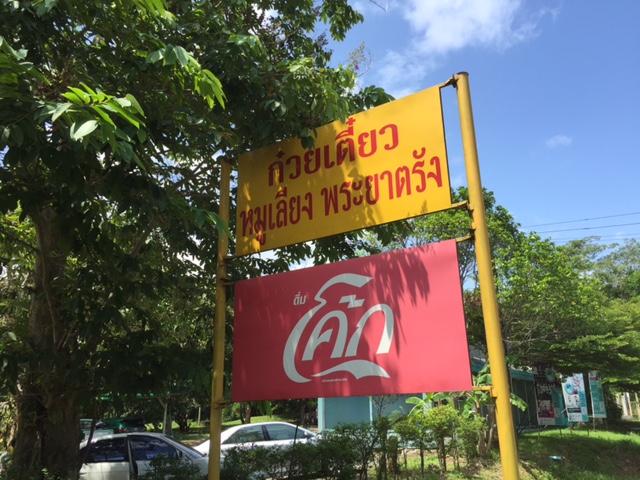 ก๋วยเตี๋ยว
หมูเลียง พระยาตรัง
ดื่ม
โค้ก